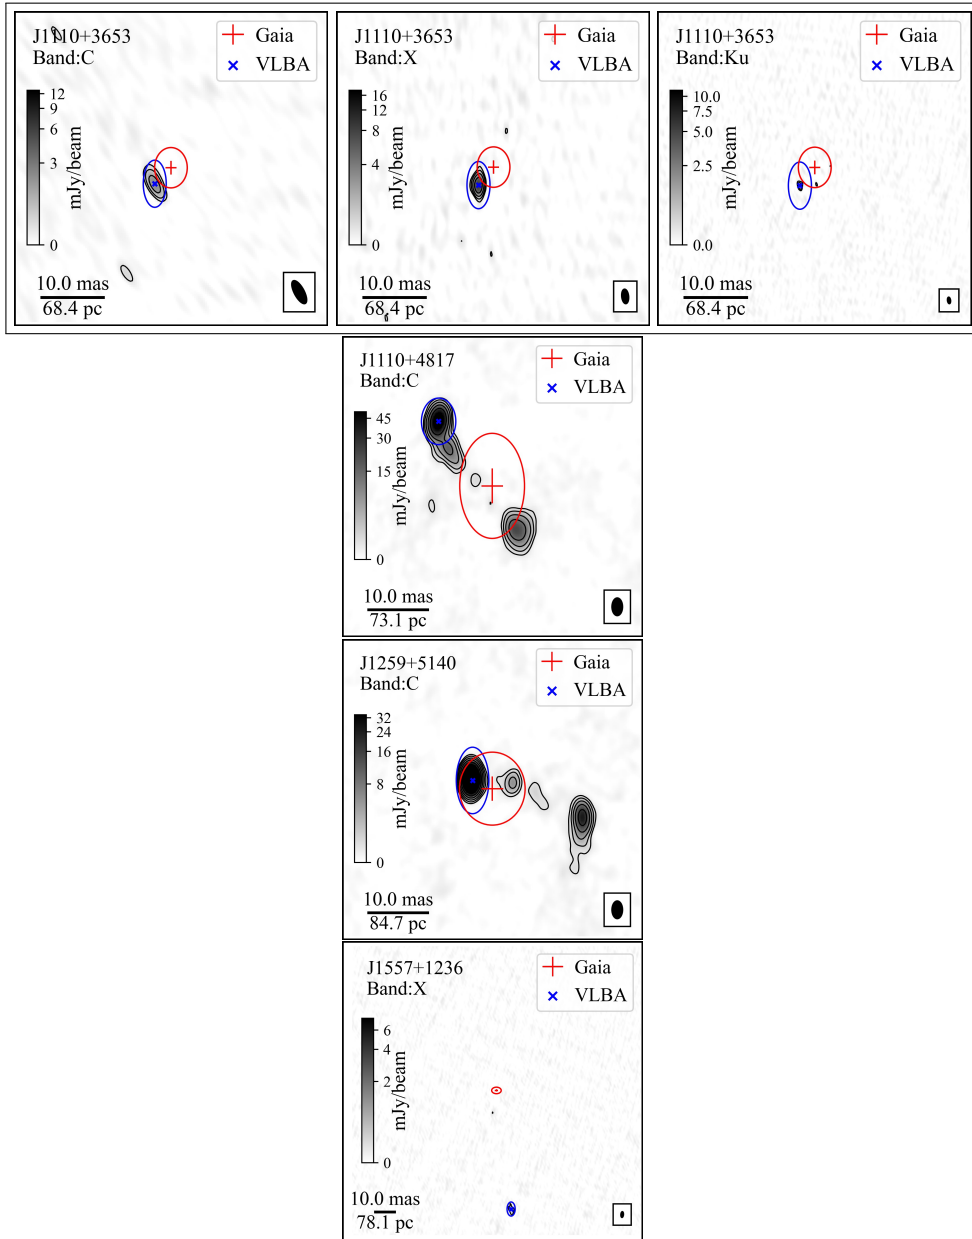 J1110+3653
Band:C
Gaia
VLBA
12
9
6
3
0
mJy/beam
10.0 mas
68.4 pc
J1110+3653
Band:X
Gaia
VLBA
16
12
8
4
0
mJy/beam
10.0 mas
68.4 pc
J1110+3653
Band:Ku
Gaia
VLBA
10.0
7.5
5.0
2.5
0.0
mJy/beam
10.0 mas
68.4 pc
J1110+4817
Band:C
Gaia
VLBA
45
30
15
0
mJy/beam
10.0 mas
73.1 pc
J1259+5140
Band:C
Gaia
VLBA
32
24
16
8
0
mJy/beam
10.0 mas
84.7 pc
J1557+1236
Band:X
Gaia
VLBA
6
4
2
0
mJy/beam
10.0 mas
78.1 pc